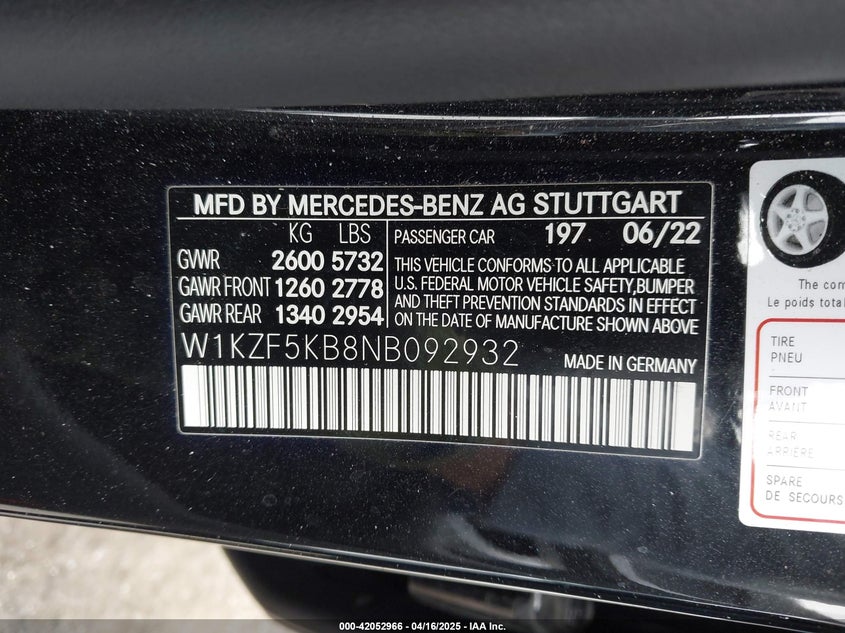 MFD BY MERCEDES-BENZ AG STUTTGART
KG LBS
GVWR 2600 5732
GAWR FRONT 1260 2778
GAWR REAR 1340 2954
PASSENGER CAR 197 06/22
THIS VEHICLE CONFORMS TO ALL APPLICABLE
U.S. FEDERAL MOTOR VEHICLE SAFETY,BUMPER
AND THEFT PREVENTION STANDARDS IN EFFECT
ON THE DATE OF MANUFACTURE SHOWN ABOVE
W1KZF5KB8NB092932
MADE IN GERMANY
The com
Le poids total
TIRE
PNEU
FRONT
AVANT
REAR
ARRIERE
SPARE
DE SECOURS
000-42052966 - 04/16/2025 - IAA Inc.